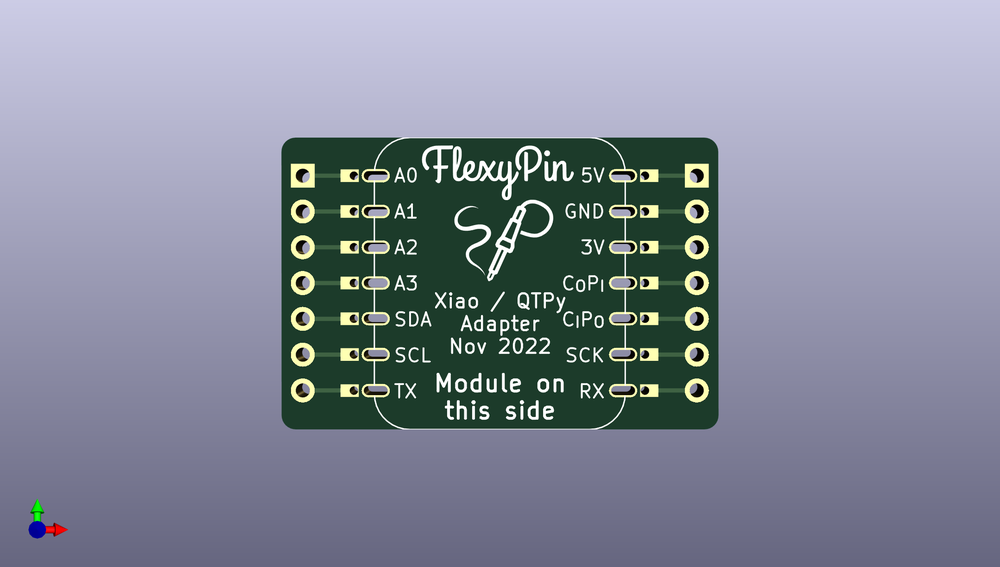 FlexyPin
A0 5V
A1 GND
A2 3V
A3 CoPi
Xiao / QTPy
SDA CiPo
Adapter
Nov 2022
SCL SCK
Module on
TX RX
this side